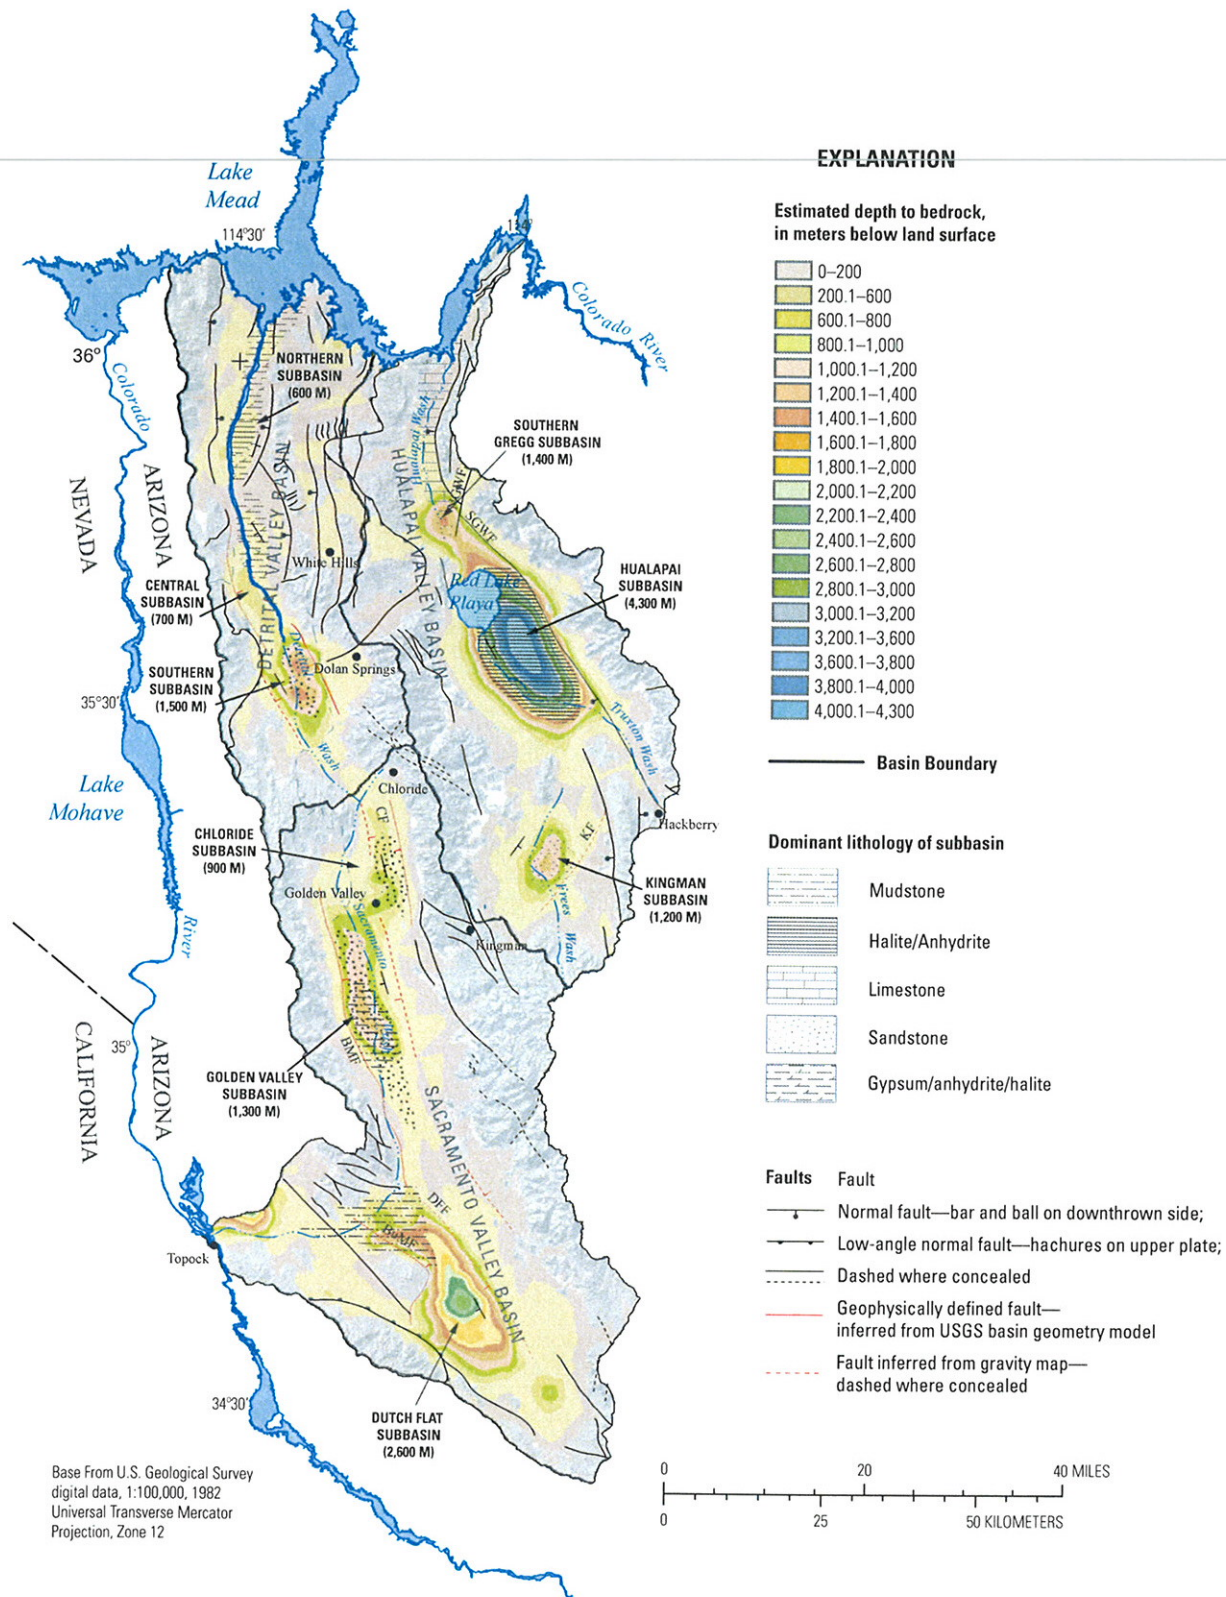 EXPLANATION
Lake
Mead
114°30'
114°
Colorado River
36°
Colorado
NORTHERN
SUBBASIN
(600 M)
Hualapai Wash
SOUTHERN
GREGG SUBBASIN
(1,400 M)
NEVADA
ARIZONA
DETRITAL VALLEY BASIN
HUALAPAI VALLEY BASIN
GWF
SGWF
White Hills
CENTRAL
SUBBASIN
(700 M)
Red Lake
Playa
HUALAPAI
SUBBASIN
(4,300 M)
SOUTHERN
SUBBASIN
(1,500 M)
Dolan Springs
35°30'
Wash
Truxton Wash
Lake
Mohave
Chloride
CF
Hackberry
KF
CHLORIDE
SUBBASIN
(900 M)
Golden Valley
KINGMAN
SUBBASIN
(1,200 M)
Sacramento
Kingman
Frees
Wash
River
CALIFORNIA
ARIZONA
35°
BMF
GOLDEN VALLEY
SUBBASIN
(1,300 M)
SACRAMENTO VALLEY BASIN
DFF
BuMF
Topock
34°30'
DUTCH FLAT
SUBBASIN
(2,600 M)
Base From U.S. Geological Survey
digital data, 1:100,000, 1982
Universal Transverse Mercator
Projection, Zone 12
Estimated depth to bedrock,
in meters below land surface
0–200
200.1–600
600.1–800
800.1–1,000
1,000.1–1,200
1,200.1–1,400
1,400.1–1,600
1,600.1–1,800
1,800.1–2,000
2,000.1–2,200
2,200.1–2,400
2,400.1–2,600
2,600.1–2,800
2,800.1–3,000
3,000.1–3,200
3,200.1–3,600
3,600.1–3,800
3,800.1–4,000
4,000.1–4,300
Basin Boundary
Dominant lithology of subbasin
Mudstone
Halite/Anhydrite
Limestone
Sandstone
Gypsum/anhydrite/halite
Faults Fault
Normal fault—bar and ball on downthrown side;
Low-angle normal fault—hachures on upper plate;
Dashed where concealed
Geophysically defined fault—
inferred from USGS basin geometry model
Fault inferred from gravity map—
dashed where concealed
0 20 40 MILES
0 25 50 KILOMETERS